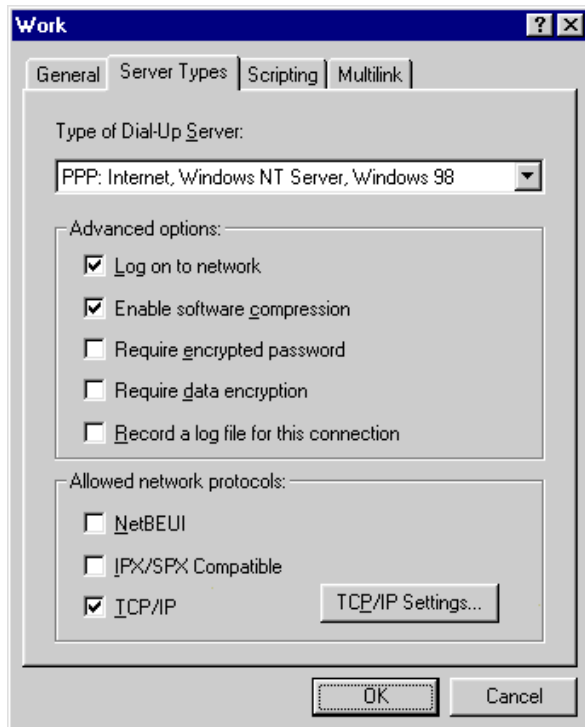 Work
General Server Types Scripting Multilink
Type of Dial-Up Server:
PPP: Internet, Windows NT Server, Windows 98
Advanced options:
Log on to network
Enable software compression
Require encrypted password
Require data encryption
Record a log file for this connection
Allowed network protocols:
NetBEUI
IPX/SPX Compatible
TCP/IP TCP/IP Settings...
OK Cancel